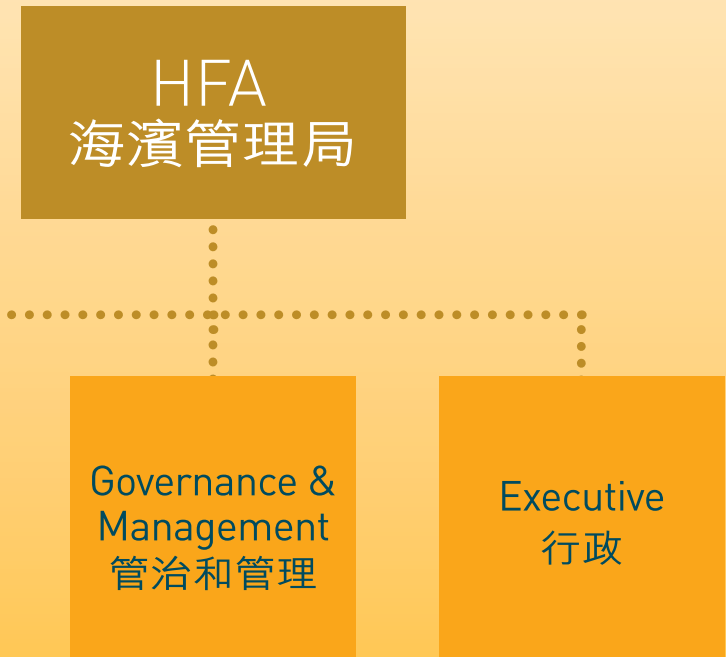 HFA
海濱管理局
Governance &
Management
管治和管理
Executive
行政